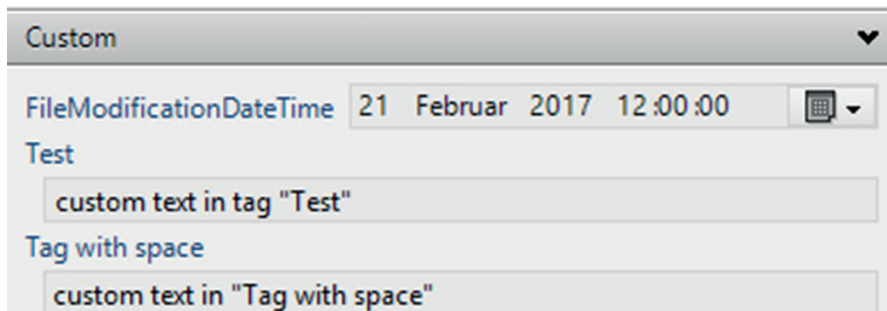 Custom
FileModificationDateTime 21 Februar 2017 12:00:00
Test
custom text in tag "Test"
Tag with space
custom text in "Tag with space"